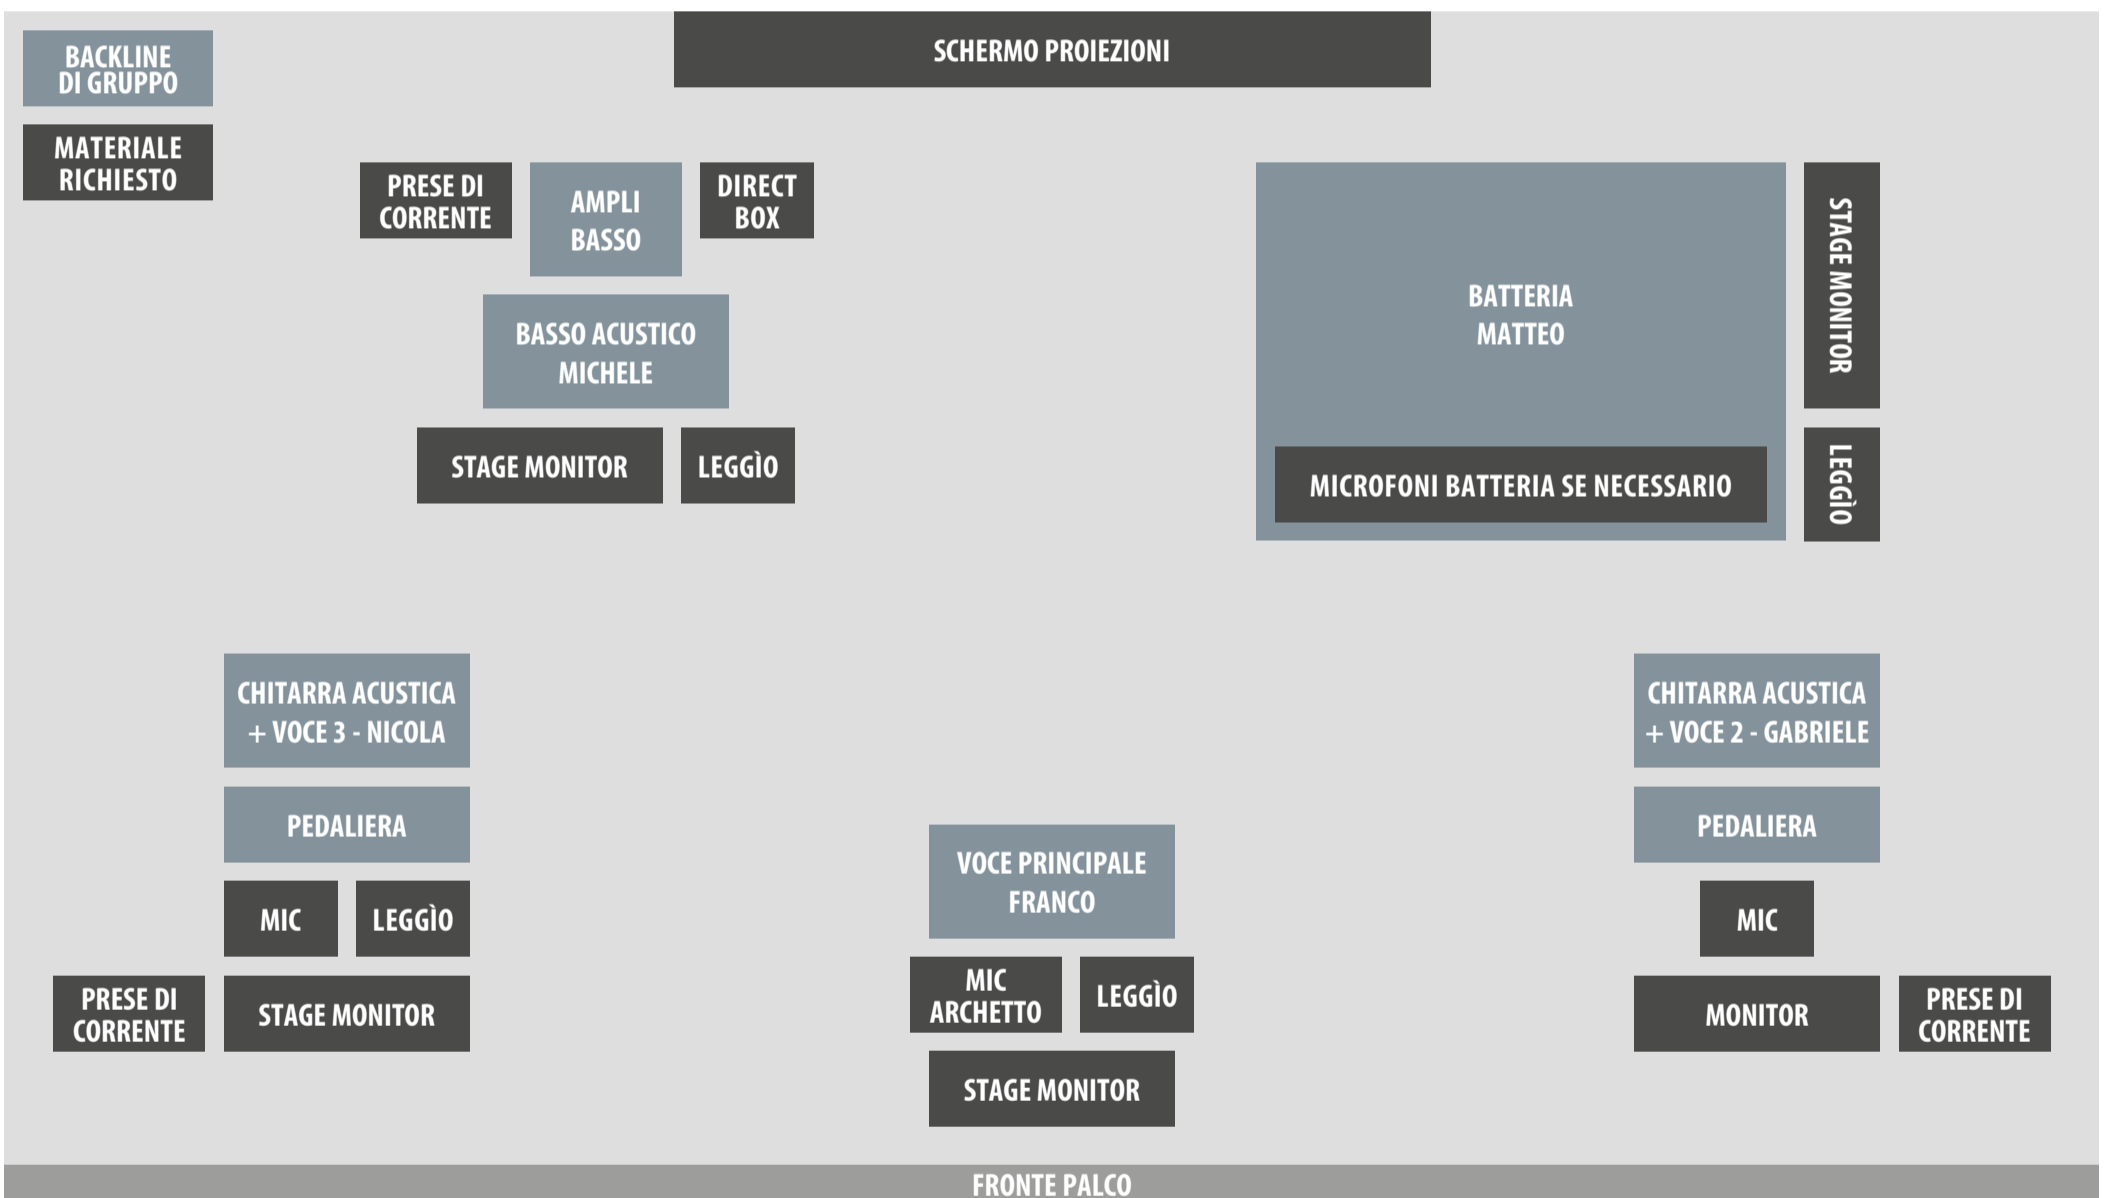 SCHERMO PROIEZIONI
BACKLINE
DI GRUPPO
MATERIALE
RICHIESTO
PRESE DI
CORRENTE
AMPLI
BASSO
DIRECT
BOX
BASSO ACUSTICO
MICHELE
STAGE MONITOR
LEGGÌO
BATTERIA
MATTEO
MICROFONI BATTERIA SE NECESSARIO
STAGE MONITOR
LEGGÌO
CHITARRA ACUSTICA
+ VOCE 3 - NICOLA
PEDALIERA
MIC
LEGGÌO
PRESE DI
CORRENTE
STAGE MONITOR
VOCE PRINCIPALE
FRANCO
MIC
ARCHETTO
LEGGÌO
STAGE MONITOR
CHITARRA ACUSTICA
+ VOCE 2 - GABRIELE
PEDALIERA
MIC
MONITOR
PRESE DI
CORRENTE
FRONTE PALCO